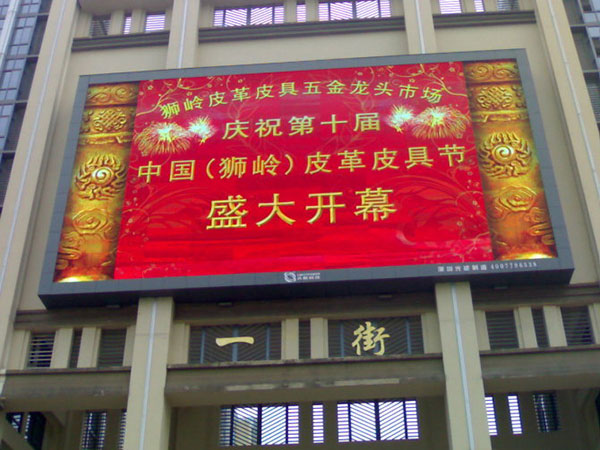 狮岭皮革皮具五金龙头市场
庆祝第十届
中国(狮岭)皮革皮具节
盛大开幕
一街